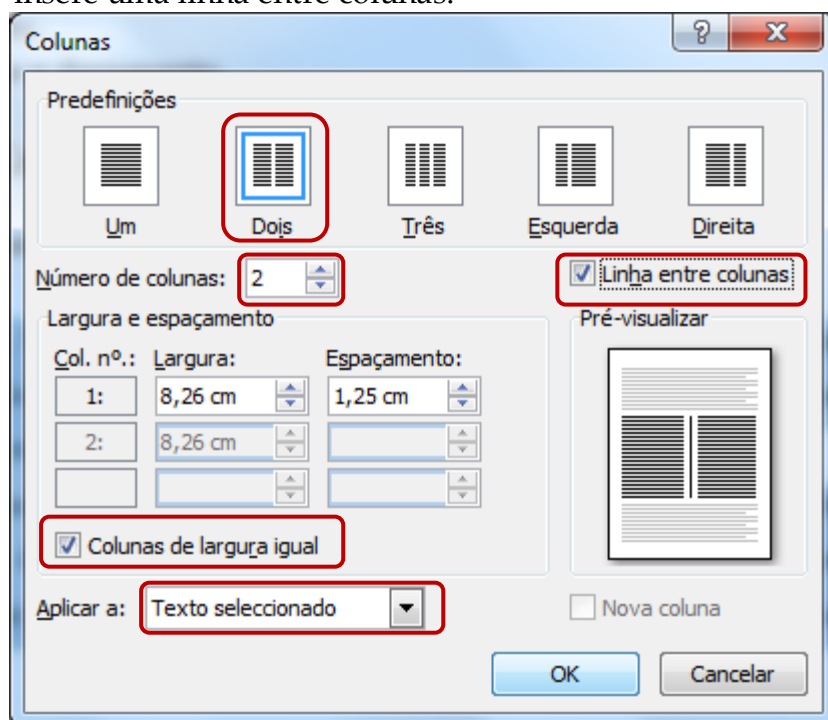 insere uma linha entre colunas.
Colunas
Predefinições
Um Dois Três Esquerda Direita
Número de colunas: 2 Linha entre colunas
Largura e espaçamento Pré-visualizar
Col. nº.: Largura: Espaçamento:
1: 8,26 cm 1,25 cm
2: 8,26 cm
Colunas de largura igual
Aplicar a: Texto seleccionado Nova coluna
OK Cancelar